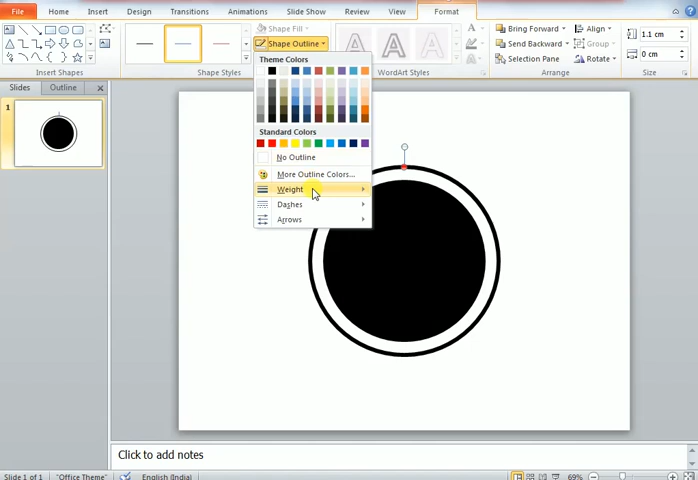 File Home Insert Design Transitions Animations Slide Show Review View Format
Shape Fill
Shape Outline
Bring Forward Align
1.1 cm
Send Backward Group
0 cm
Selection Pane Rotate
Insert Shapes Shape Styles WordArt Styles Arrange Size
Slides Outline
1
Theme Colors
Standard Colors
No Outline
More Outline Colors...
Weight
Dashes
Arrows
Click to add notes
Slide 1 of 1 "Office Theme" English (India) 69%